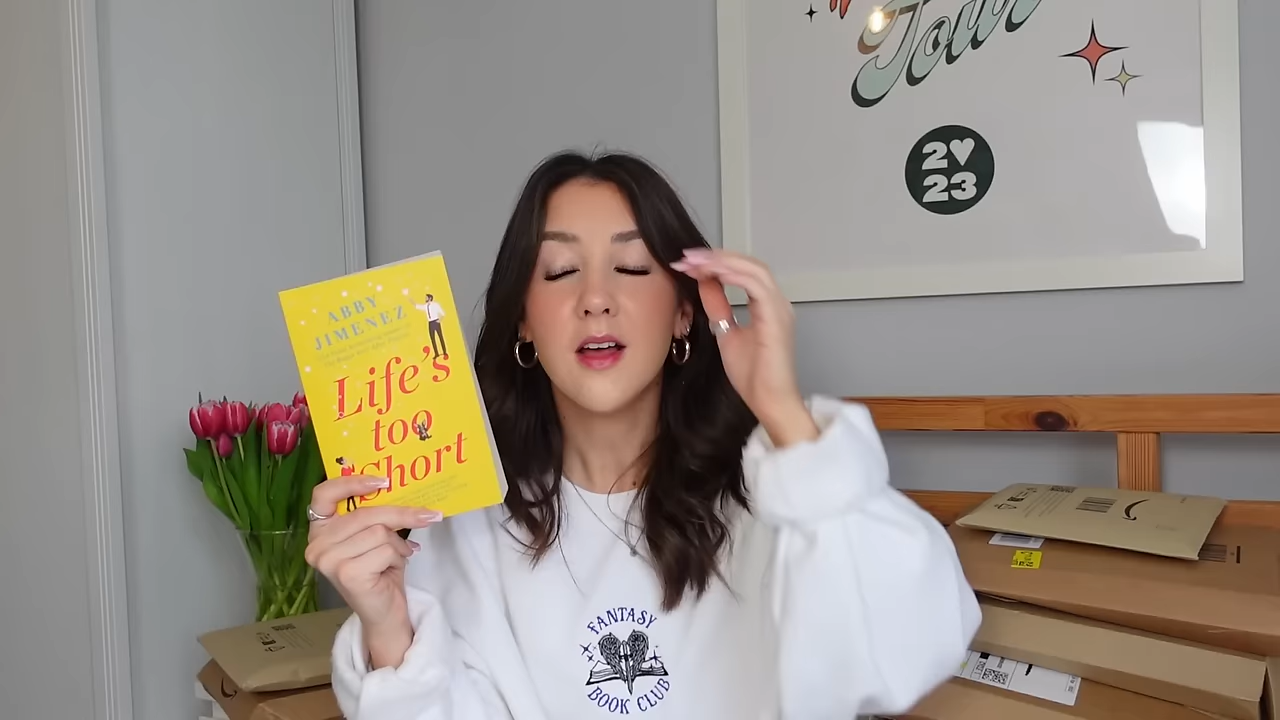 Tour
2♥
23
ABBY
JIMENEZ
Life's
too
Short
FANTASY
BOOK CLUB